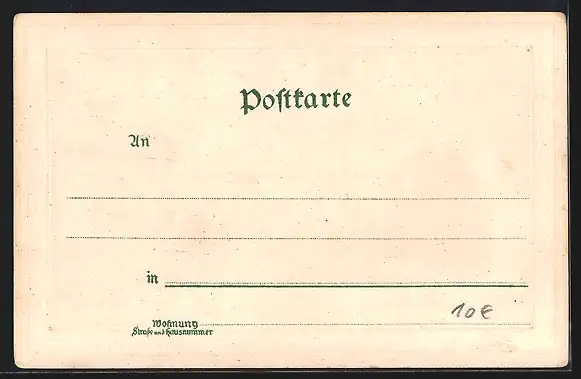 Postkarte
An
in
Wohnung
Straße und Hausnummer
10€